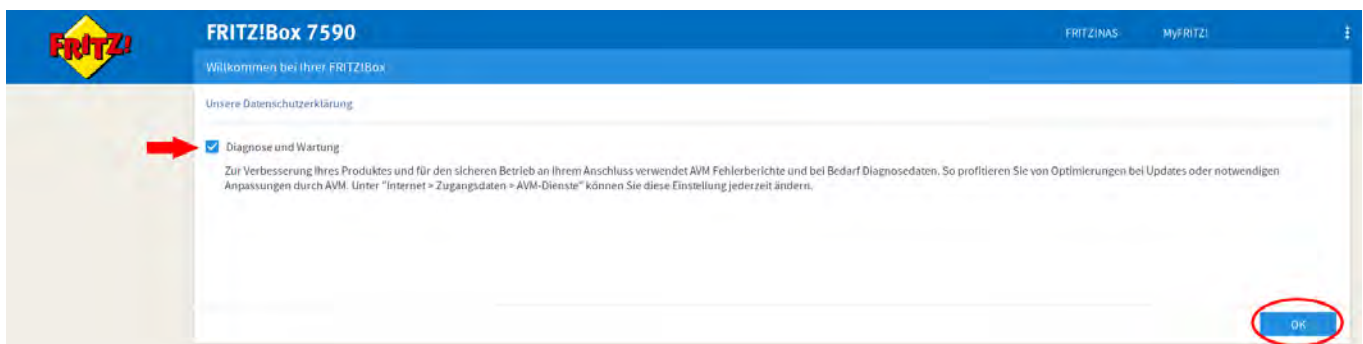 FRITZ!
FRITZ!Box 7590
FRITZ!NAS
MyFRITZ!
Willkommen bei Ihrer FRITZ!Box
Unsere Datenschutzerklärung
Diagnose und Wartung
Zur Verbesserung Ihres Produktes und für den sicheren Betrieb an Ihrem Anschluss verwendet AVM Fehlerberichte und bei Bedarf Diagnosedaten. So profitieren Sie von Optimierungen bei Updates oder notwendigen
Anpassungen durch AVM. Unter "Internet > Zugangsdaten > AVM-Dienste" können Sie diese Einstellung jederzeit ändern.
OK